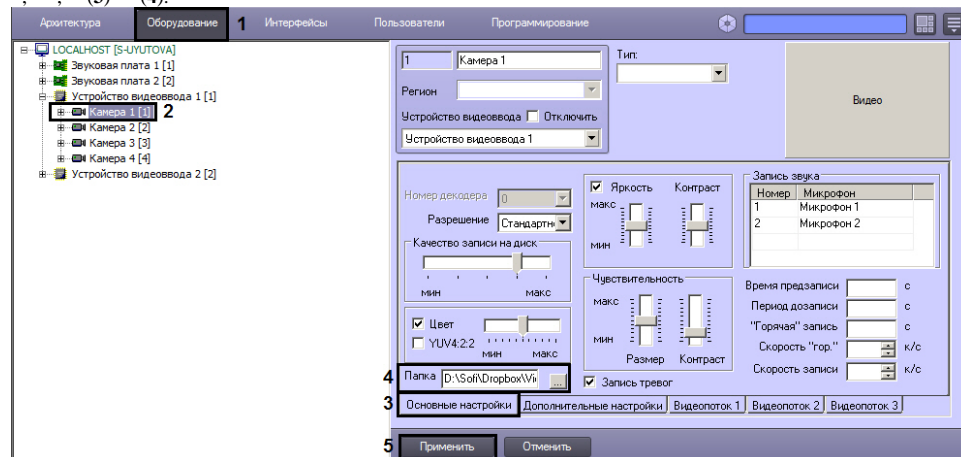 (3) (4).
Архитектура Оборудование 1 Интерфейсы Пользователи Программирование
LOCALHOST [S-UYUTOVA]
Звуковая плата 1 [1]
Звуковая плата 2 [2]
Устройство видеоввода 1 [1]
Камера 1 [1] 2
Камера 2 [2]
Камера 3 [3]
Камера 4 [4]
Устройство видеоввода 2 [2]
1 Камера 1
Тип:
Регион
Устройство видеоввода Отключить
Устройство видеоввода 1
Видео
Номер декодера 0
Разрешение Стандартн
Качество записи на диск
мин макс
Цвет
YUV4:2:2
мин макс
4 Папка D:\Sofi\Dropbox\Vi ...
Яркость Контраст
макс
мин
Чувствительность
макс
мин
Размер Контраст
Запись тревог
Запись звука
Номер Микрофон
1 Микрофон 1
2 Микрофон 2
Время предзаписи с
Период дозаписи с
"Горячая" запись с
Скорость "гор." к/с
Скорость записи к/с
3 Основные настройки Дополнительные настройки Видеопоток 1 Видеопоток 2 Видеопоток 3
5 Применить Отменить